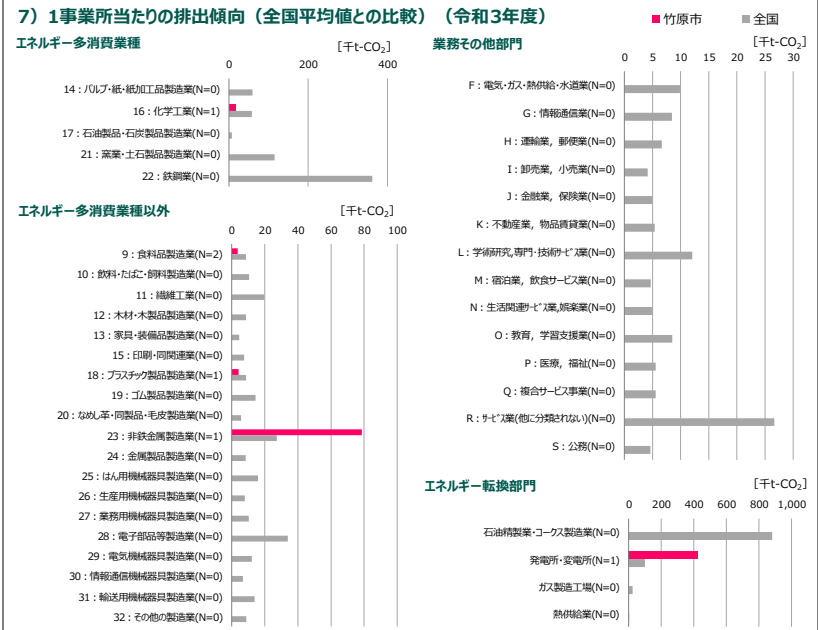 7）1事業所当たりの排出傾向（全国平均値との比較）（令和3年度）
■竹原市 ■全国
エネルギー多消費業種
[千t-CO₂]
0 200 400
14：パルプ・紙・紙加工品製造業(N=0)
16：化学工業(N=1)
17：石油製品・石炭製品製造業(N=0)
21：窯業・土石製品製造業(N=0)
22：鉄鋼業(N=0)
エネルギー多消費業種以外
[千t-CO₂]
0 20 40 60 80 100
9：食料品製造業(N=2)
10：飲料・たばこ・飼料製造業(N=0)
11：繊維工業(N=0)
12：木材・木製品製造業(N=0)
13：家具・装備品製造業(N=0)
15：印刷・同関連業(N=0)
18：プラスチック製品製造業(N=1)
19：ゴム製品製造業(N=0)
20：なめし革・同製品・毛皮製造業(N=0)
23：非鉄金属製造業(N=1)
24：金属製品製造業(N=0)
25：はん用機械器具製造業(N=0)
26：生産用機械器具製造業(N=0)
27：業務用機械器具製造業(N=0)
28：電子部品等製造業(N=0)
29：電気機械器具製造業(N=0)
30：情報通信機械器具製造業(N=0)
31：輸送用機械器具製造業(N=0)
32：その他の製造業(N=0)
業務その他部門
[千t-CO₂]
0 5 10 15 20 25 30
F：電気・ガス・熱供給・水道業(N=0)
G：情報通信業(N=0)
H：運輸業，郵便業(N=0)
I：卸売業，小売業(N=0)
J：金融業，保険業(N=0)
K：不動産業，物品賃貸業(N=0)
L：学術研究,専門・技術サービス業(N=0)
M：宿泊業，飲食サービス業(N=0)
N：生活関連サービス業,娯楽業(N=0)
O：教育，学習支援業(N=0)
P：医療，福祉(N=0)
Q：複合サービス事業(N=0)
R：サービス業(他に分類されない)(N=0)
S：公務(N=0)
エネルギー転換部門
[千t-CO₂]
0 200 400 600 800 1,000
石油精製業・コークス製造業(N=0)
発電所・変電所(N=1)
ガス製造工場(N=0)
熱供給業(N=0)